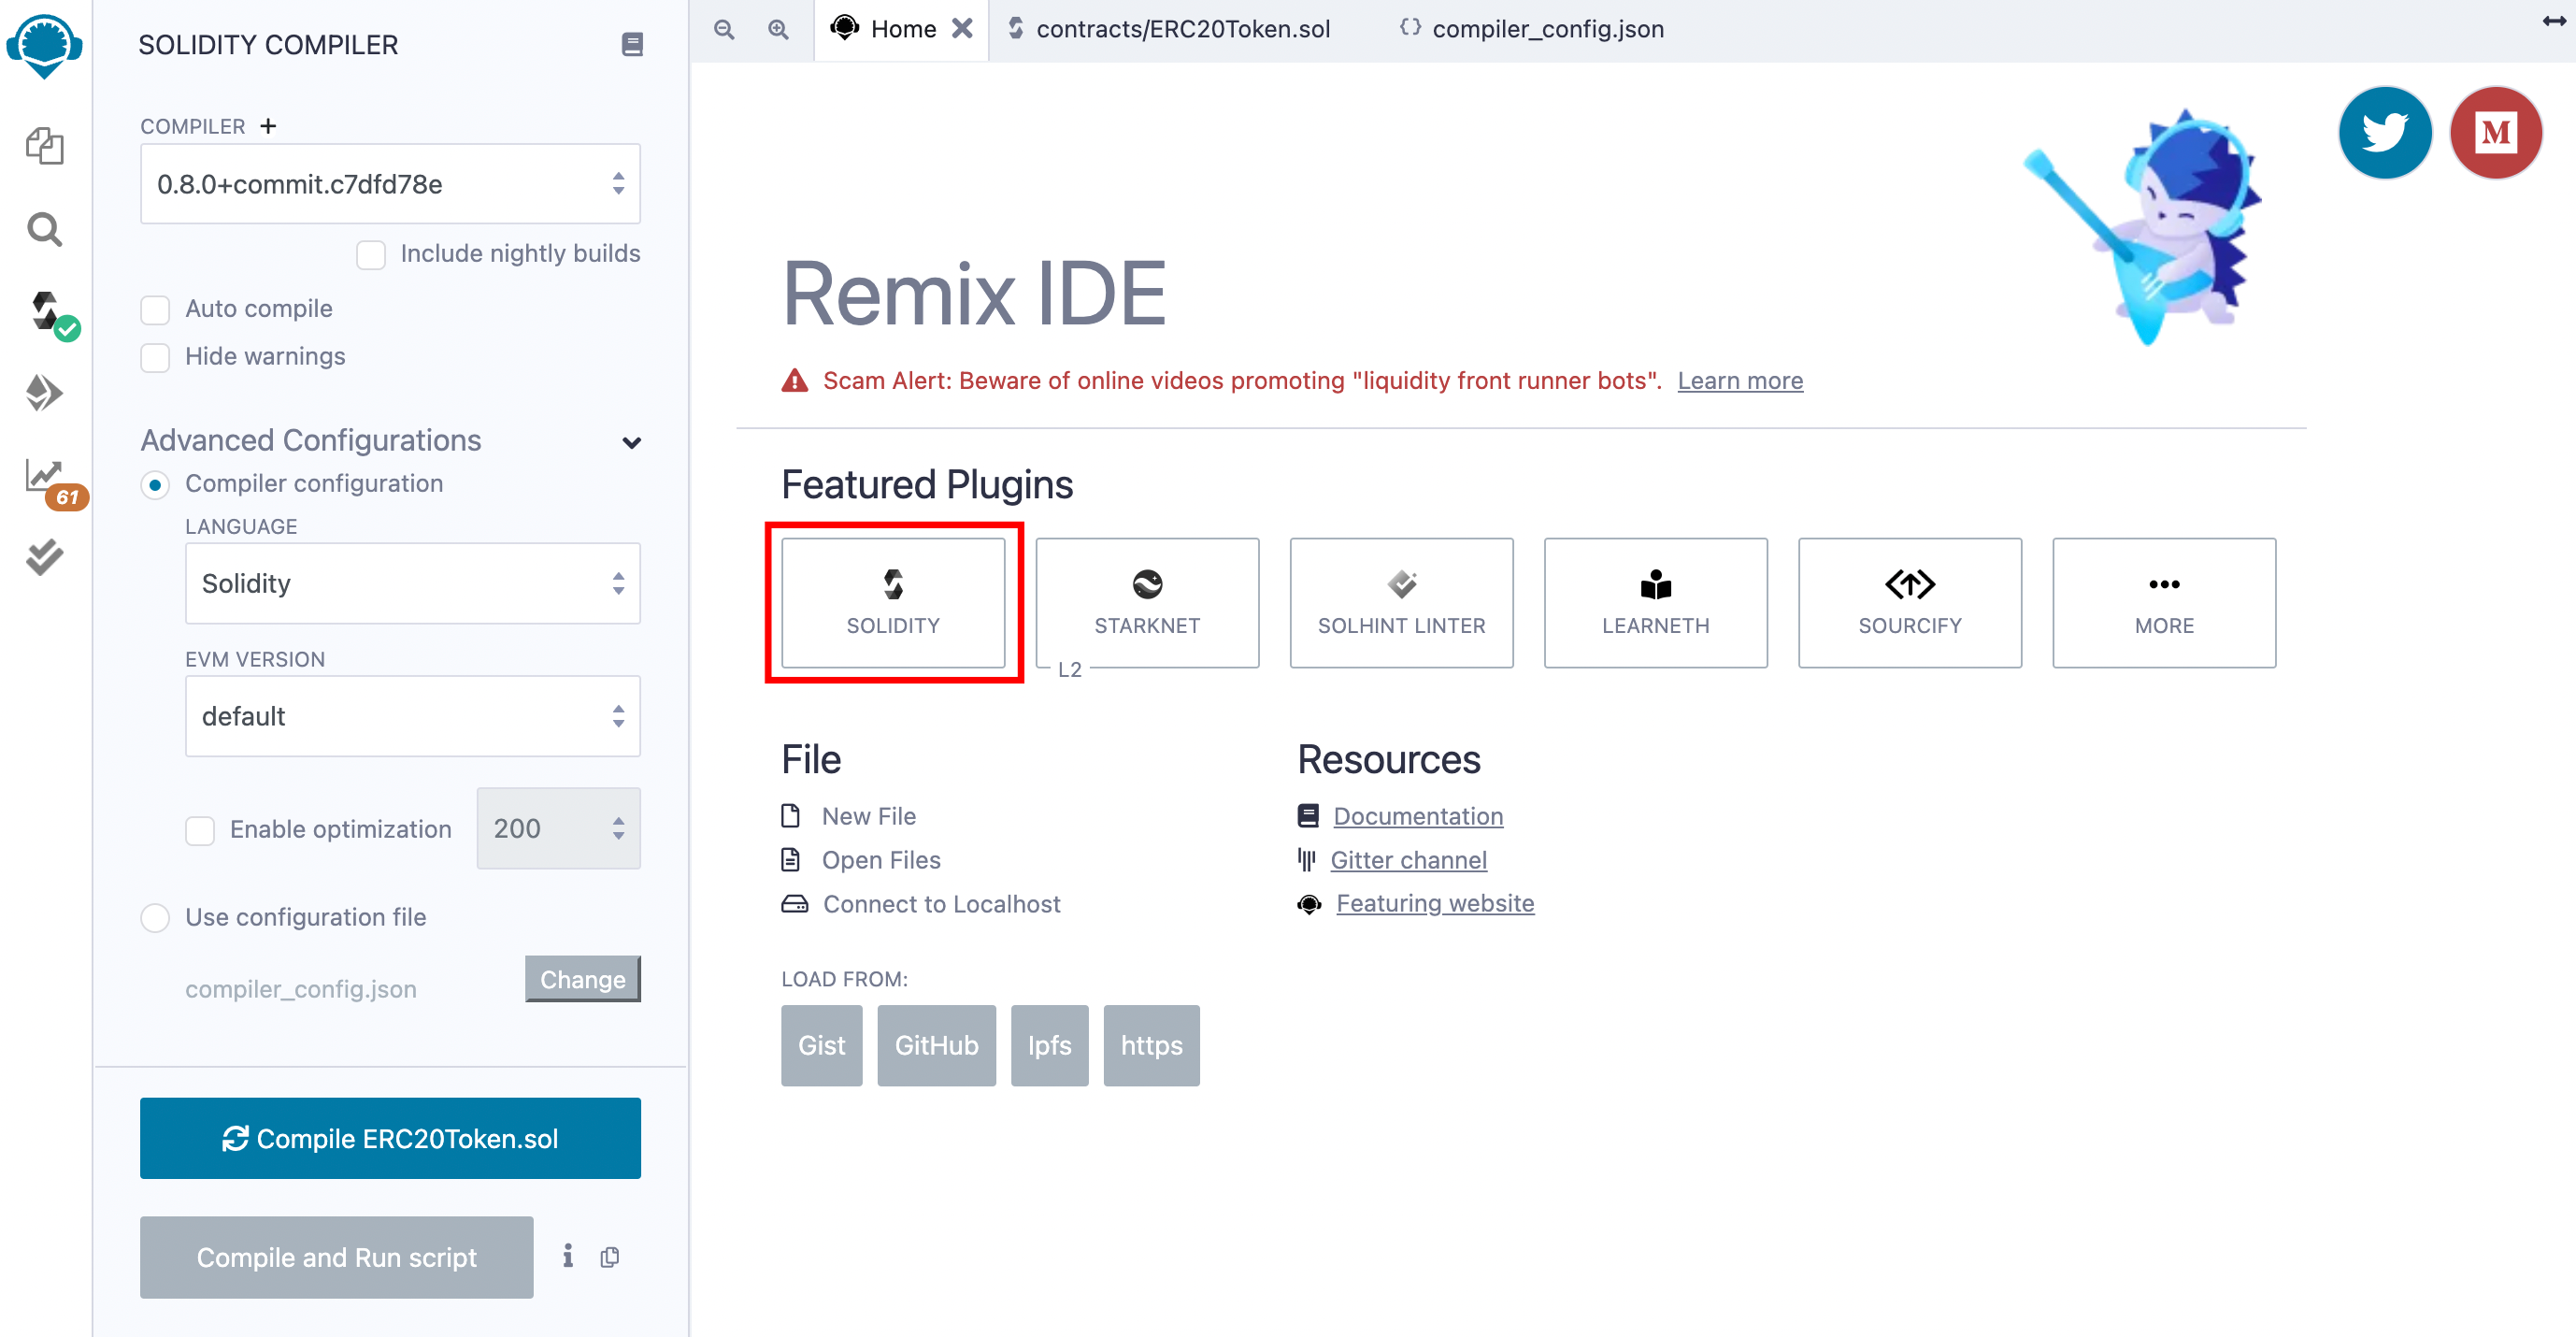 SOLIDITY COMPILER
COMPILER +
0.8.0+commit.c7dfd78e
Include nightly builds
Auto compile
Hide warnings
61
Advanced Configurations
Compiler configuration
LANGUAGE
Solidity
EVM VERSION
default
Enable optimization 200
Use configuration file
compiler_config.json Change
Compile ERC20Token.sol
Compile and Run script
Home contracts/ERC20Token.sol compiler_config.json
M
Remix IDE
Scam Alert: Beware of online videos promoting "liquidity front runner bots". Learn more
Featured Plugins
SOLIDITY STARKNET SOLHINT LINTER LEARNETH SOURCIFY MORE
L2
File
New File
Open Files
Connect to Localhost
Resources
Documentation
Gitter channel
Featuring website
LOAD FROM:
Gist GitHub Ipfs https